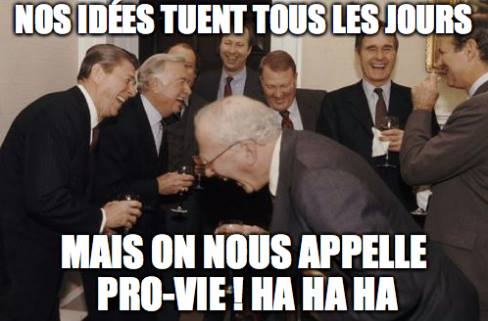 NOS IDÉES TUENT TOUS LES JOURS
MAIS ON NOUS APPELLE
PRO-VIE ! HA HA HA